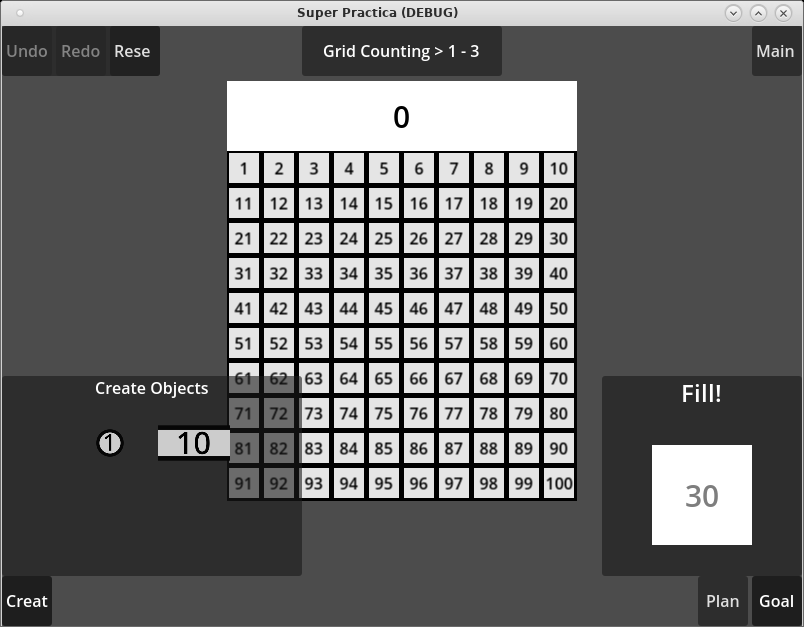 Super Practica (DEBUG)
Undo Redo Rese
Grid Counting > 1 - 3
Main
0
1 2 3 4 5 6 7 8 9 10
11 12 13 14 15 16 17 18 19 20
21 22 23 24 25 26 27 28 29 30
31 32 33 34 35 36 37 38 39 40
41 42 43 44 45 46 47 48 49 50
51 52 53 54 55 56 57 58 59 60
61 62 63 64 65 66 67 68 69 70
71 72 73 74 75 76 77 78 79 80
81 82 83 84 85 86 87 88 89 90
91 92 93 94 95 96 97 98 99 100
Create Objects
1 10
Fill!
30
Creat
Plan Goal